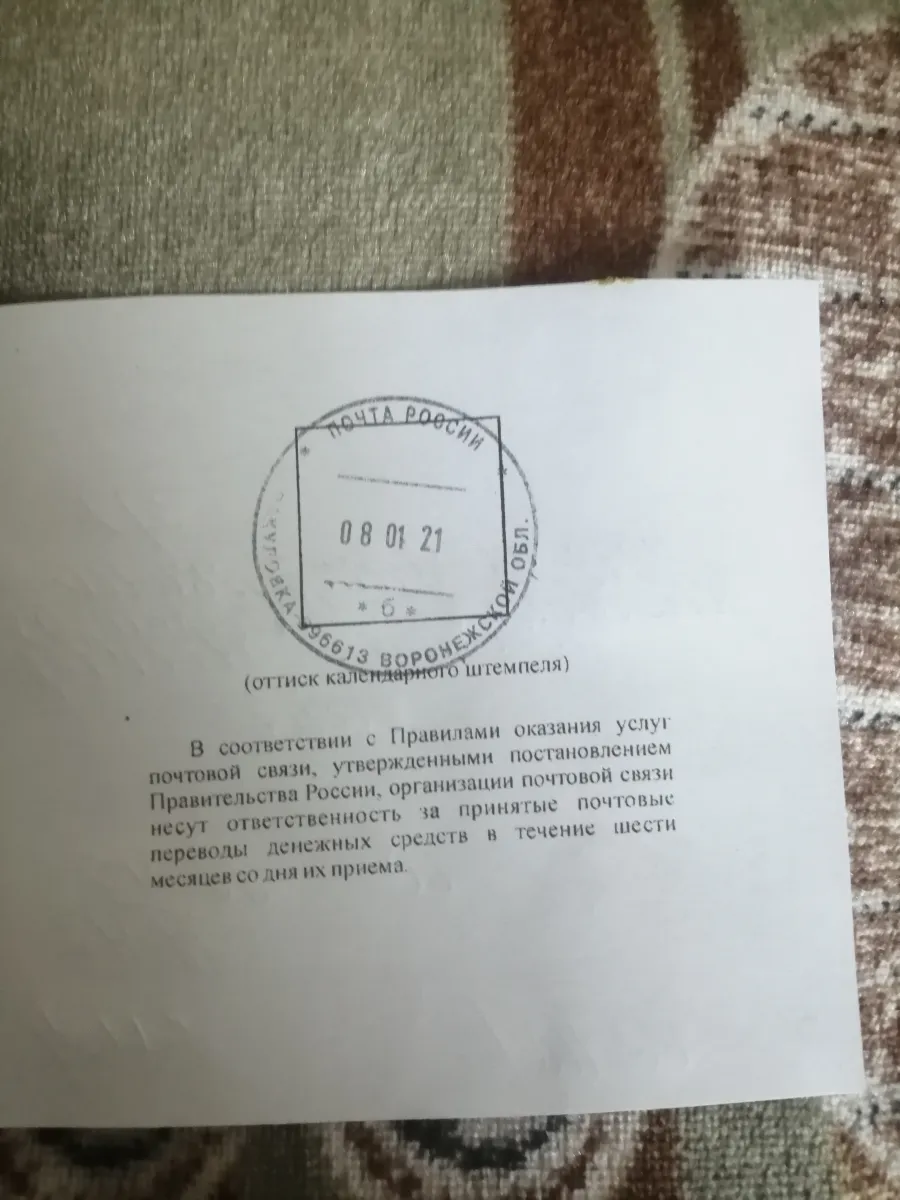 * ПОЧТА РОССИИ *
08 01 21
* б *
96613 ВОРОНЕЖСКОЙ ОБЛ.
(оттиск календарного штемпеля)
В соответствии с Правилами оказания услуг
почтовой связи, утвержденными постановлением
Правительства России, организации почтовой связи
несут ответственность за принятые почтовые
переводы денежных средств в течение шести
месяцев со дня их приема.